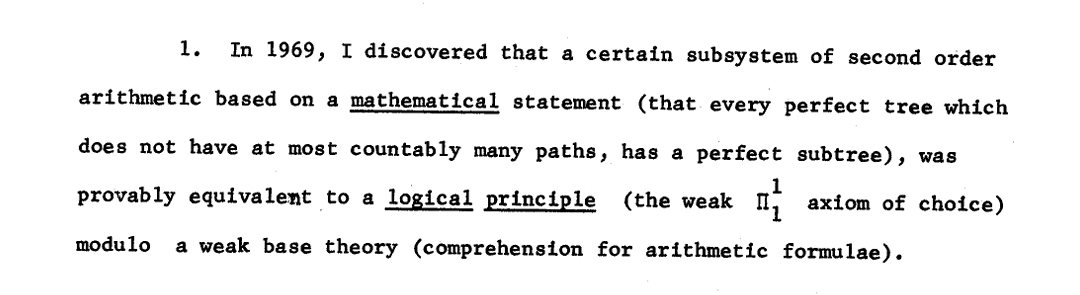 1. In 1969, I discovered that a certain subsystem of second order
arithmetic based on a mathematical statement (that every perfect tree which
does not have at most countably many paths, has a perfect subtree), was
provably equivalent to a logical principle (the weak Π¹₁ axiom of choice)
modulo a weak base theory (comprehension for arithmetic formulae).